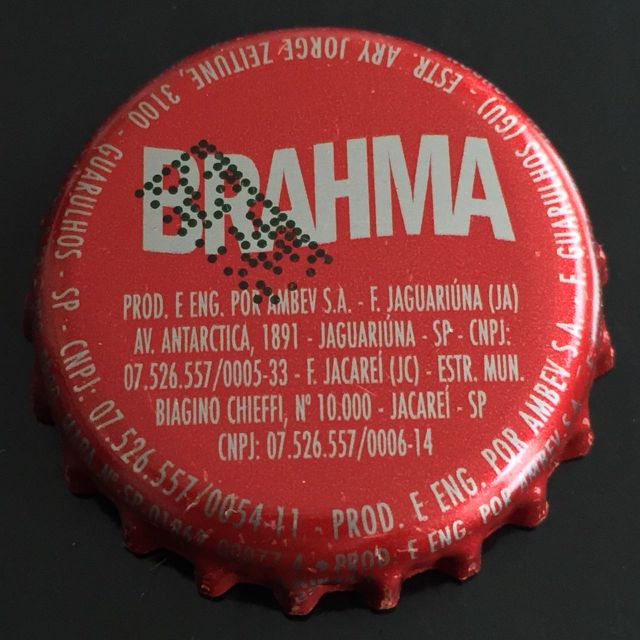 BRAHMA
PROD. E ENG. POR AMBEV S.A. - F. JAGUARIÚNA (JA)
AV. ANTARCTICA, 1891 - JAGUARIÚNA - SP - CNPJ:
07.526.557/0005-33 - F. JACAREÍ (JC) - ESTR. MUN.
BIAGINO CHIEFFI, Nº 10.000 - JACAREÍ - SP
CNPJ: 07.526.557/0006-14
PROD. E ENG. POR AMBEV S.A. - F. GUARULHOS (GU) - ESTR. ARY JORGE ZEITUNE, 3100 - GUARULHOS - SP - CNPJ: 07.526.557/0054-11
PROD. E ENG. POR AMBEV S.A.